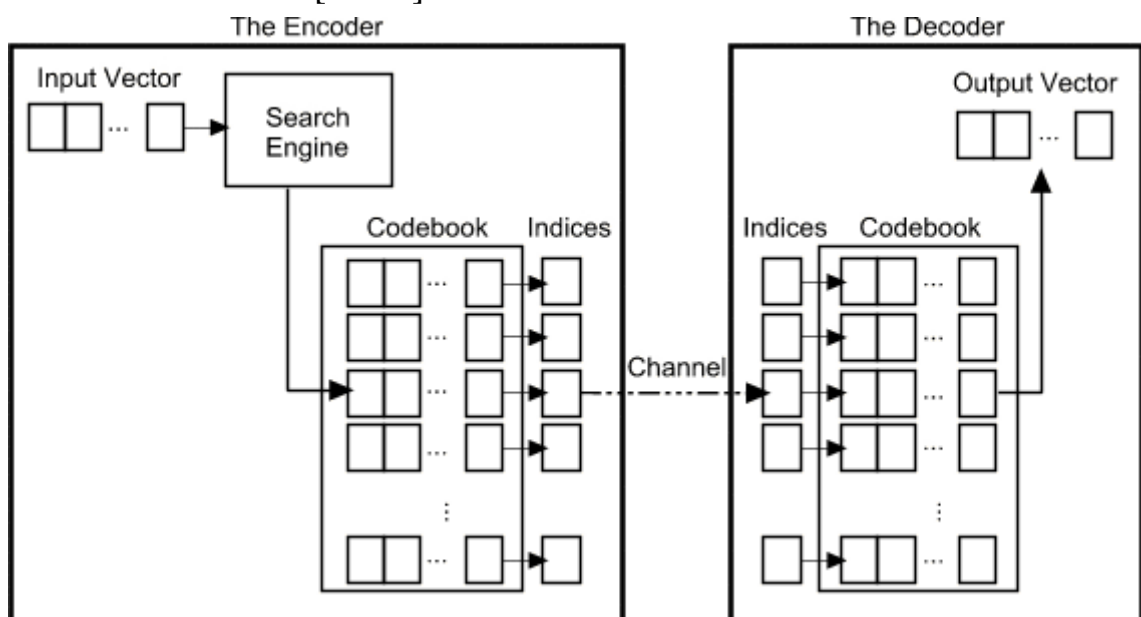 The Encoder
The Decoder
Input Vector
Search
Engine
Output Vector
Codebook
Indices
Indices
Codebook
Channel